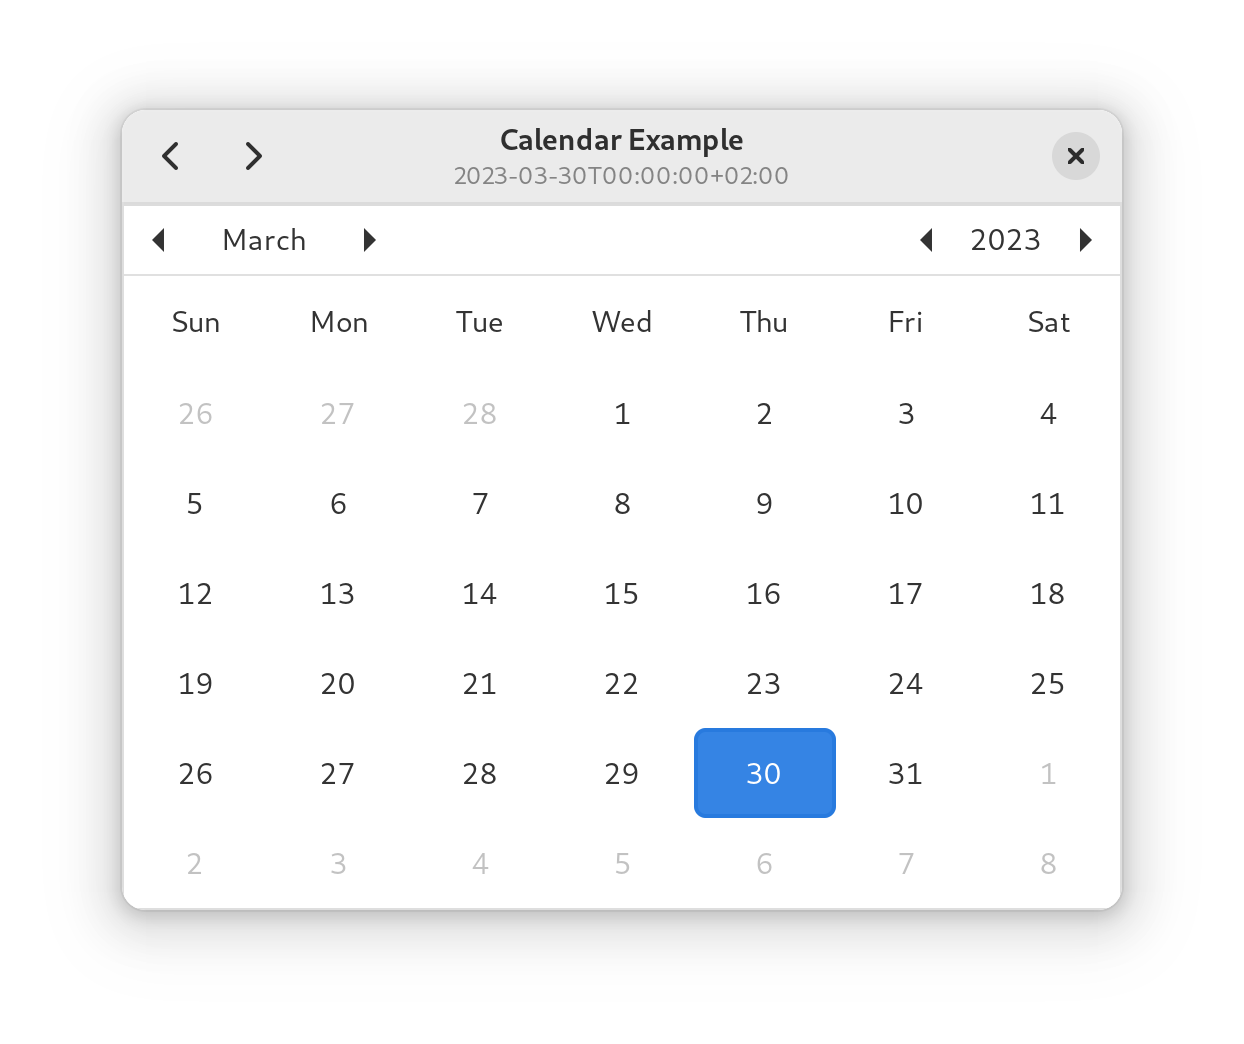 Calendar Example
2023-03-30T00:00:00+02:00
March 2023
Sun Mon Tue Wed Thu Fri Sat
26 27 28 1 2 3 4
5 6 7 8 9 10 11
12 13 14 15 16 17 18
19 20 21 22 23 24 25
26 27 28 29 30 31 1
2 3 4 5 6 7 8